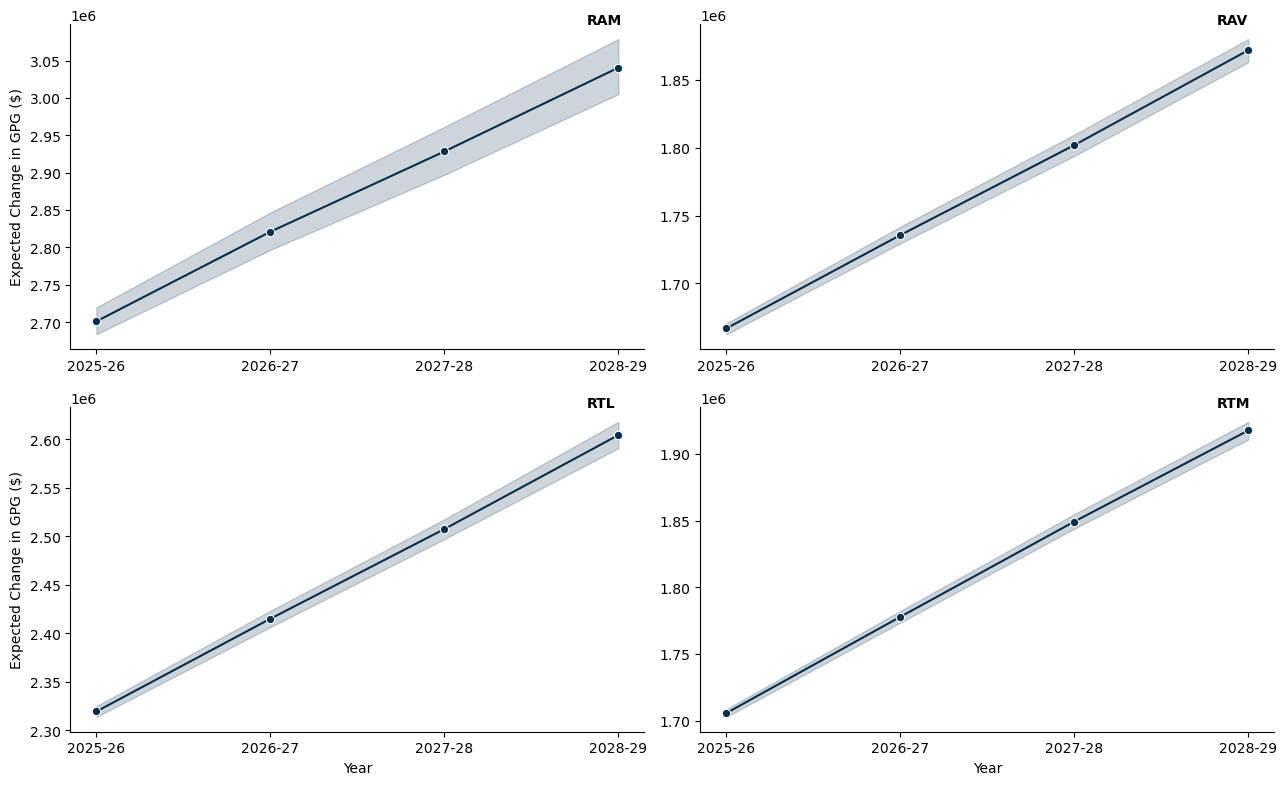 1e6
RAM
Expected Change in GPG ($)
3.05
3.00
2.95
2.90
2.85
2.80
2.75
2.70
2025-26 2026-27 2027-28 2028-29
1e6
RAV
1.85
1.80
1.75
1.70
2025-26 2026-27 2027-28 2028-29
1e6
RTL
Expected Change in GPG ($)
2.60
2.55
2.50
2.45
2.40
2.35
2.30
2025-26 2026-27 2027-28 2028-29
Year
1e6
RTM
1.90
1.85
1.80
1.75
1.70
2025-26 2026-27 2027-28 2028-29
Year